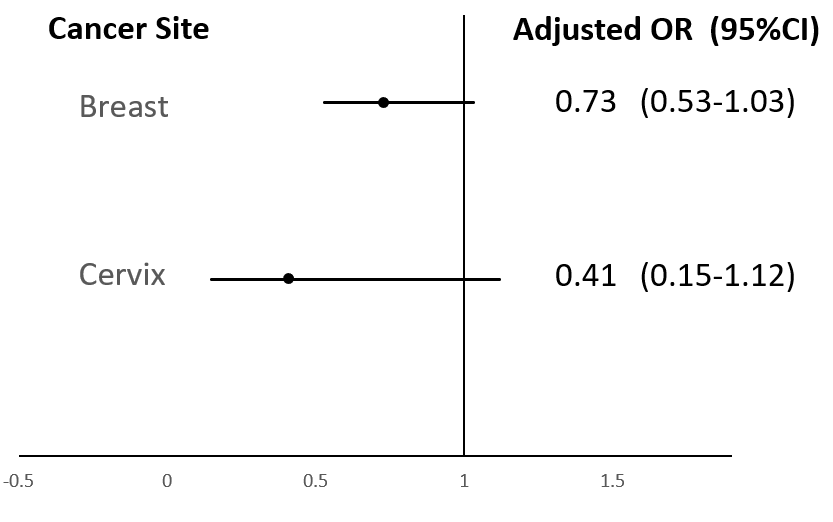 Cancer Site Adjusted OR (95%CI)
Breast 0.73 (0.53-1.03)
Cervix 0.41 (0.15-1.12)
-0.5 0 0.5 1 1.5